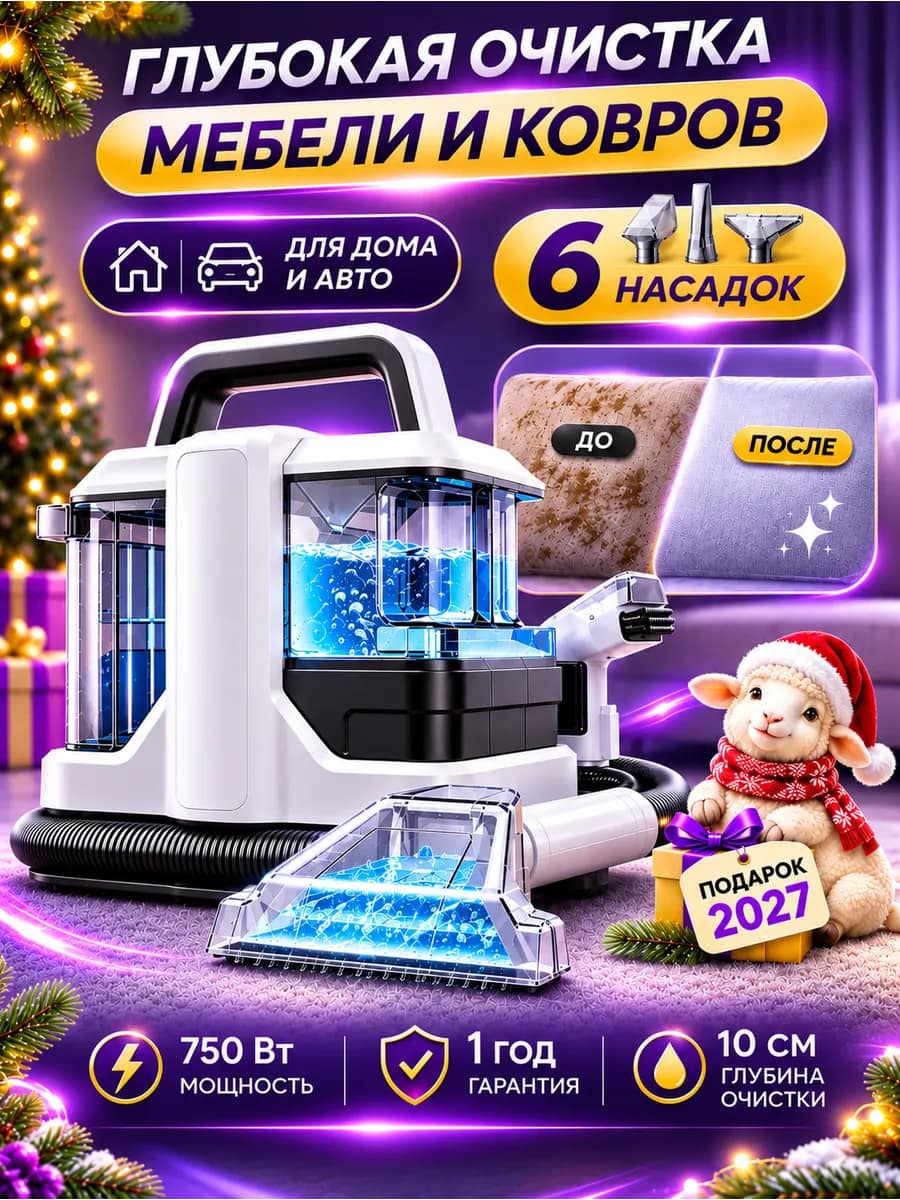 ГЛУБОКАЯ ОЧИСТКА
МЕБЕЛИ И КОВРОВ
ДЛЯ ДОМА
И АВТО
6
НАСАДОК
ДО
ПОСЛЕ
ПОДАРОК
2027
750 Вт
МОЩНОСТЬ
1 год
ГАРАНТИЯ
10 СМ
ГЛУБИНА
ОЧИСТКИ